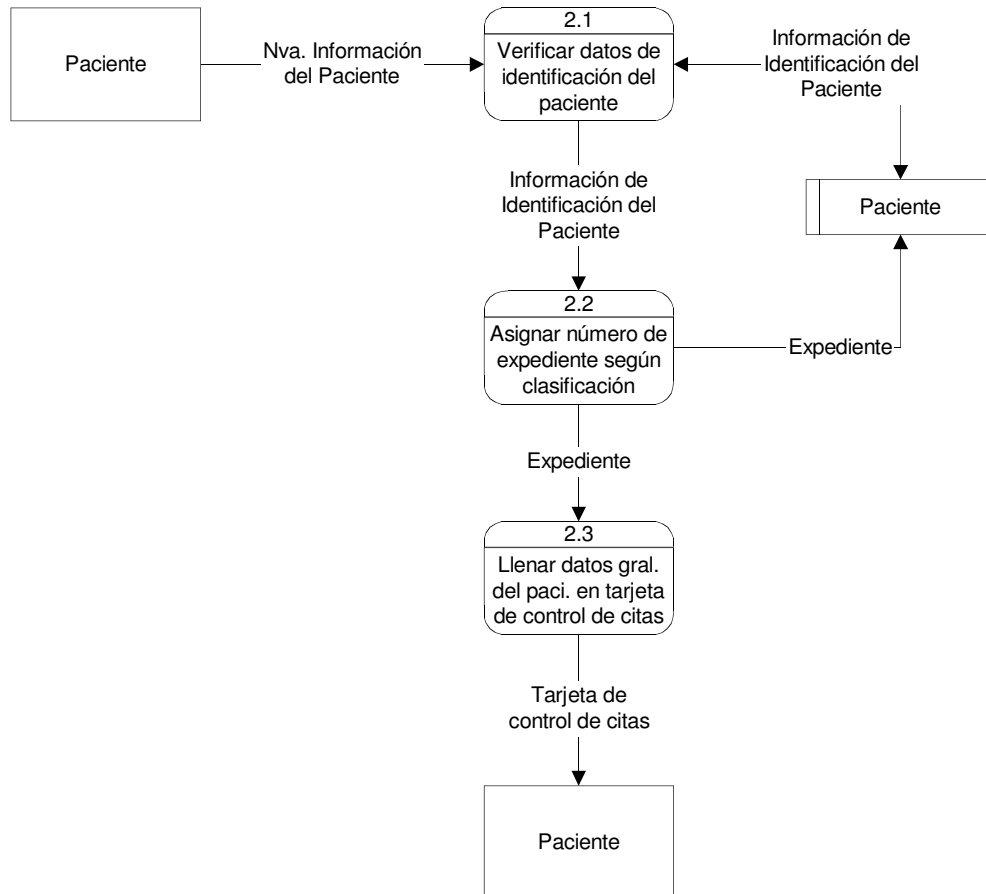 Paciente
Nva. Información
del Paciente
2.1
Verificar datos de
identificación del
paciente
Información de
Identificación del
Paciente
Paciente
Información de
Identificación del
Paciente
2.2
Asignar número de
expediente según
clasificación
Expediente
Expediente
2.3
Llenar datos gral.
del paci. en tarjeta
de control de citas
Tarjeta de
control de citas
Paciente